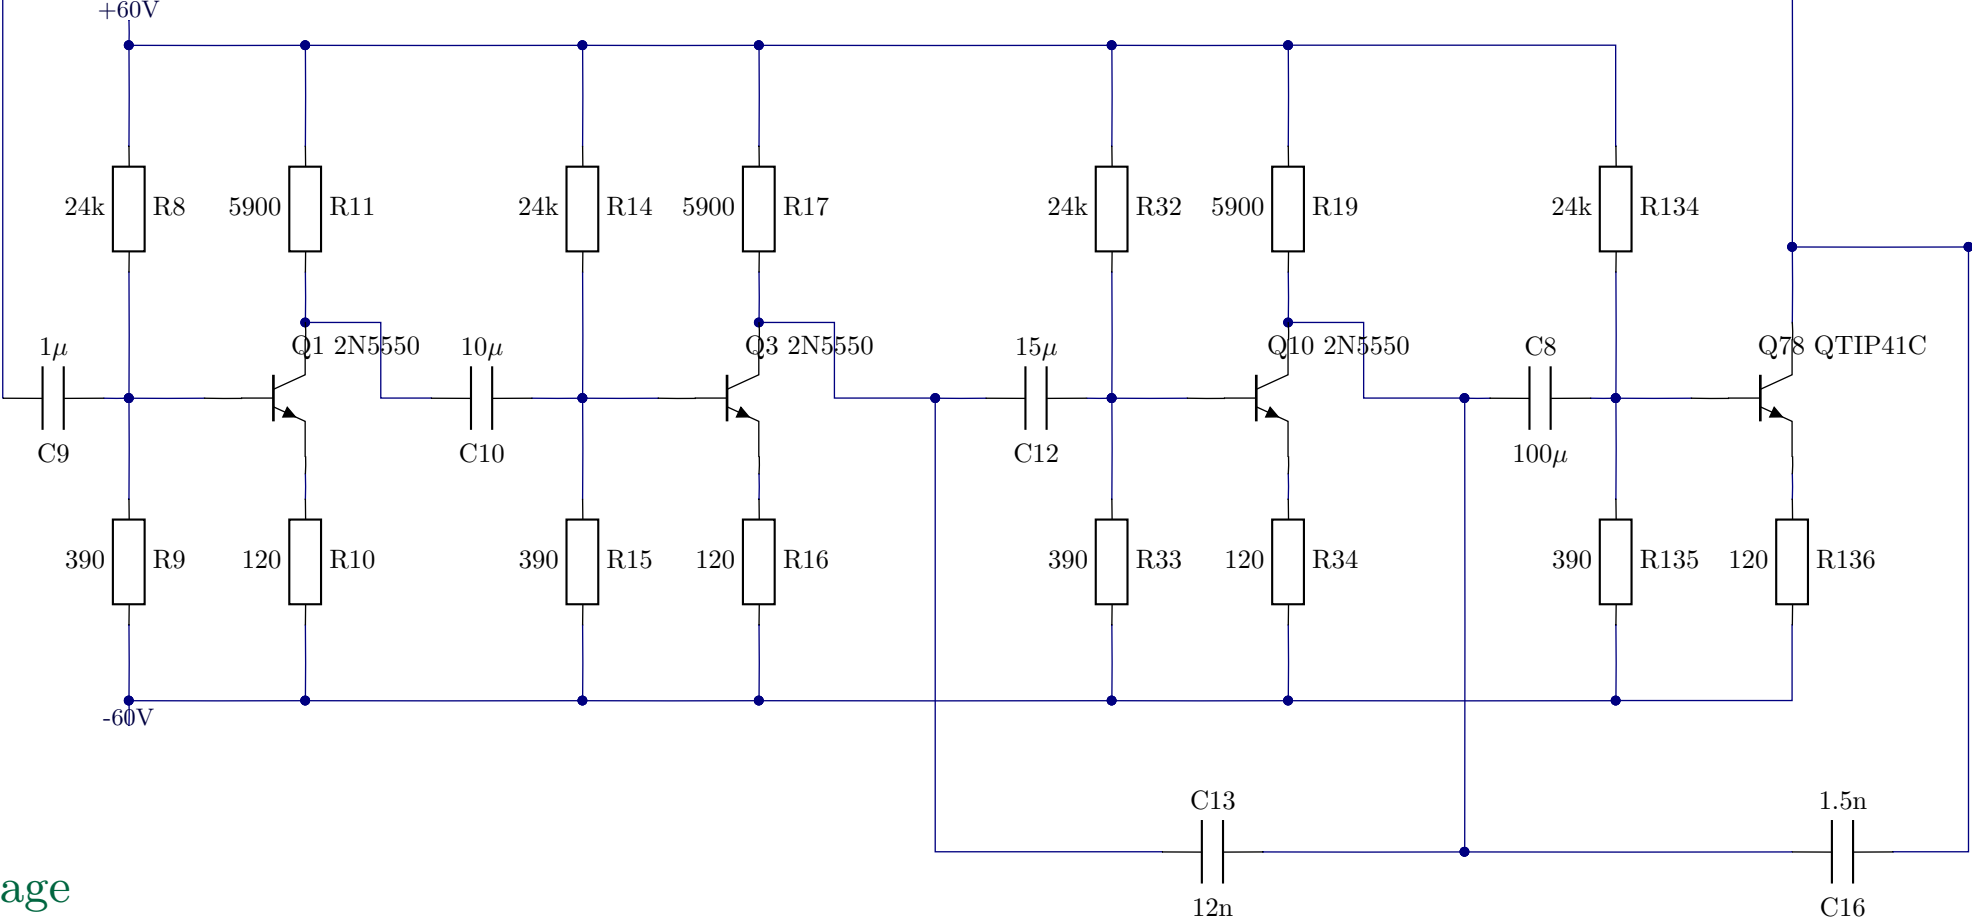 +60V
24k R8 5900 R11 24k R14 5900 R17 24k R32 5900 R19 24k R134
1µ Q1 2N5550 10µ Q3 2N5550 15µ Q10 2N5550 C8 Q78 QTIP41C
C9 C10 C12 100µ
390 R9 120 R10 390 R15 120 R16 390 R33 120 R34 390 R135 120 R136
-60V
C13 1.5n
age
12n C16